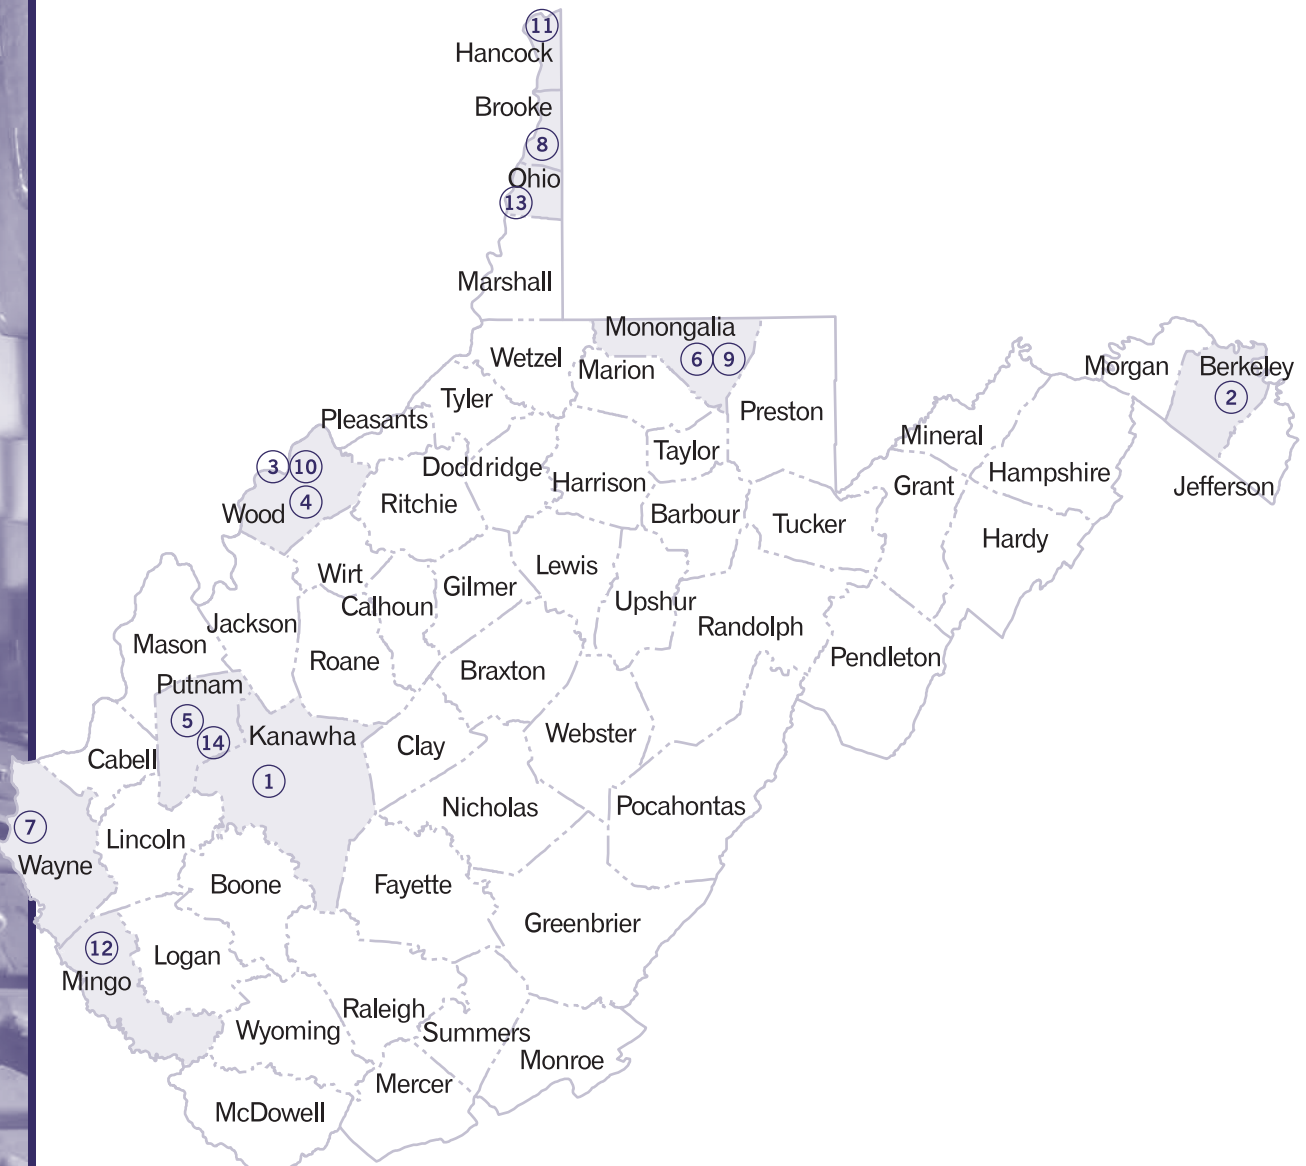 11
Hancock
Brooke
8
Ohio
13
Marshall
Monongalia
6 9
Wetzel
Marion
Morgan
Berkeley
2
Tyler
Preston
Pleasants
Mineral
Taylor
3 10
Doddridge
Hampshire
Harrison
Grant
Jefferson
4
Ritchie
Wood
Barbour
Tucker
Hardy
Lewis
Wirt
Gilmer
Calhoun
Upshur
Jackson
Randolph
Mason
Roane
Pendleton
Braxton
Putnam
5
14
Kanawha
Webster
Clay
Cabell
1
Nicholas
Pocahontas
7
Lincoln
Wayne
Boone
Fayette
Greenbrier
12
Logan
Mingo
Raleigh
Wyoming
Summers
Monroe
Mercer
McDowell